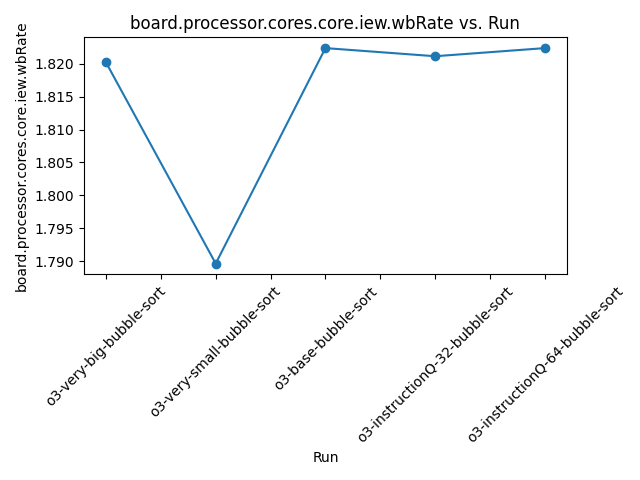 board.processor.cores.core.iew.wbRate vs. Run
board.processor.cores.core.iew.wbRate
1.820
1.815
1.810
1.805
1.800
1.795
1.790
o3-very-big-bubble-sort
o3-very-small-bubble-sort
o3-base-bubble-sort
o3-instructionQ-32-bubble-sort
o3-instructionQ-64-bubble-sort
Run